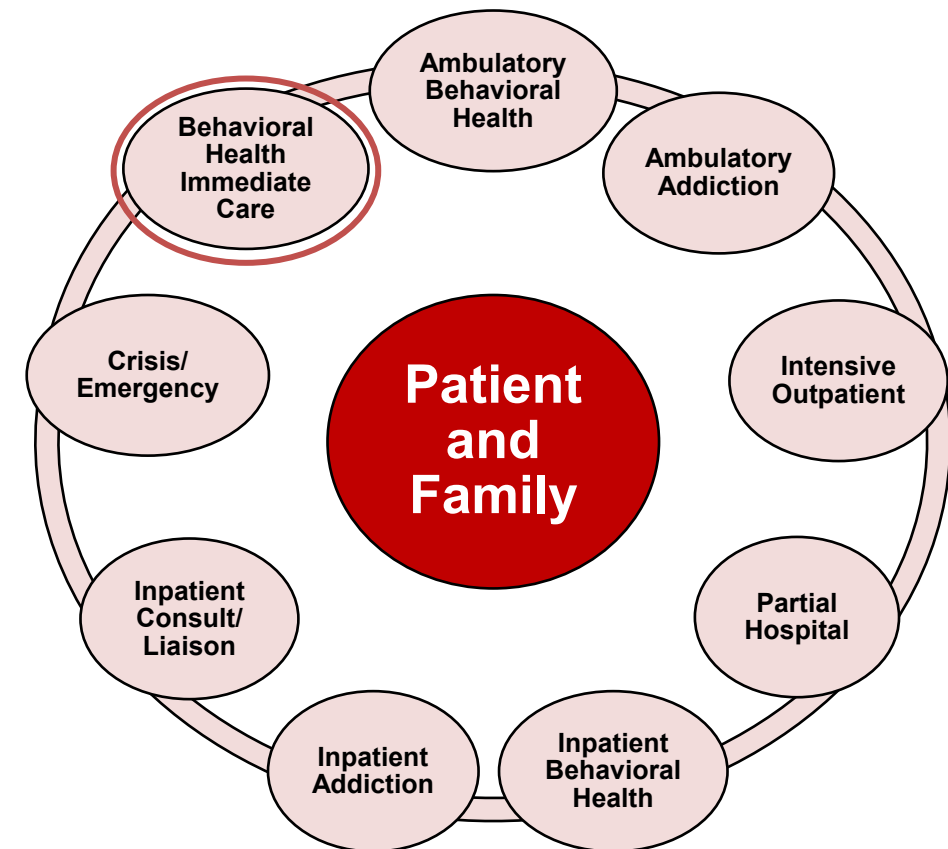 Ambulatory
Behavioral
Health
Ambulatory
Addiction
Intensive
Outpatient
Partial
Hospital
Inpatient
Behavioral
Health
Inpatient
Addiction
Inpatient
Consult/
Liaison
Crisis/
Emergency
Behavioral
Health
Immediate
Care
Patient
and
Family